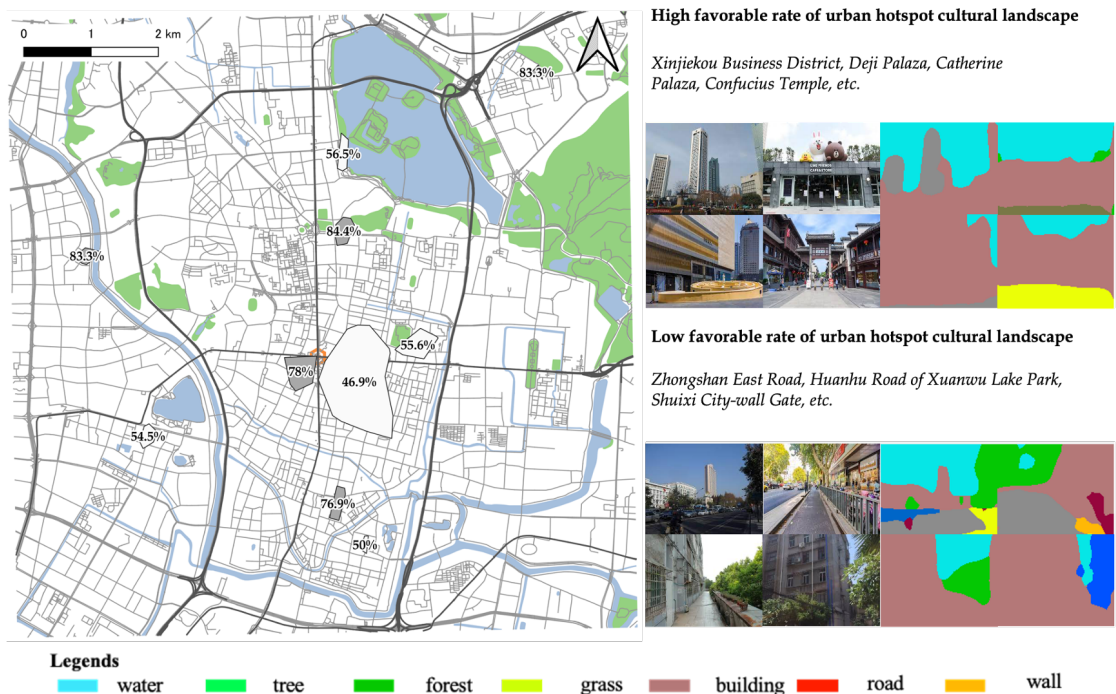 0 1 2 km
83.3%
56.5%
84.4%
83.3%
55.6%
78%
46.9%
54.5%
76.9%
50%
High favorable rate of urban hotspot cultural landscape
Xinjiekou Business District, Deji Palaza, Catherine
Palaza, Confucius Temple, etc.
Low favorable rate of urban hotspot cultural landscape
Zhongshan East Road, Huanhu Road of Xuanwu Lake Park,
Shuixi City-wall Gate, etc.
Legends
water tree forest grass building road wall